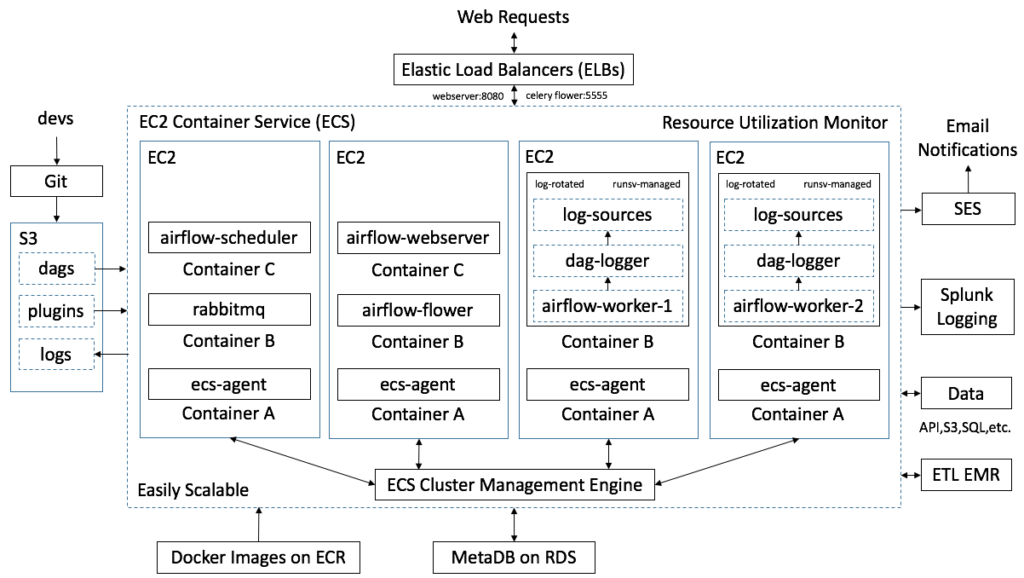 Web Requests
Elastic Load Balancers (ELBs)
webserver:8080 celery flower:5555
devs
Git
S3
dags
plugins
logs
EC2 Container Service (ECS)
Resource Utilization Monitor
EC2
airflow-scheduler
Container C
rabbitmq
Container B
ecs-agent
Container A
EC2
airflow-webserver
Container C
airflow-flower
Container B
ecs-agent
Container A
EC2
log-rotated runsv-managed
log-sources
dag-logger
airflow-worker-1
Container B
ecs-agent
Container A
EC2
log-rotated runsv-managed
log-sources
dag-logger
airflow-worker-2
Container B
ecs-agent
Container A
ECS Cluster Management Engine
Easily Scalable
Docker Images on ECR
MetaDB on RDS
Email
Notifications
SES
Splunk
Logging
Data
API,S3,SQL,etc.
ETL EMR